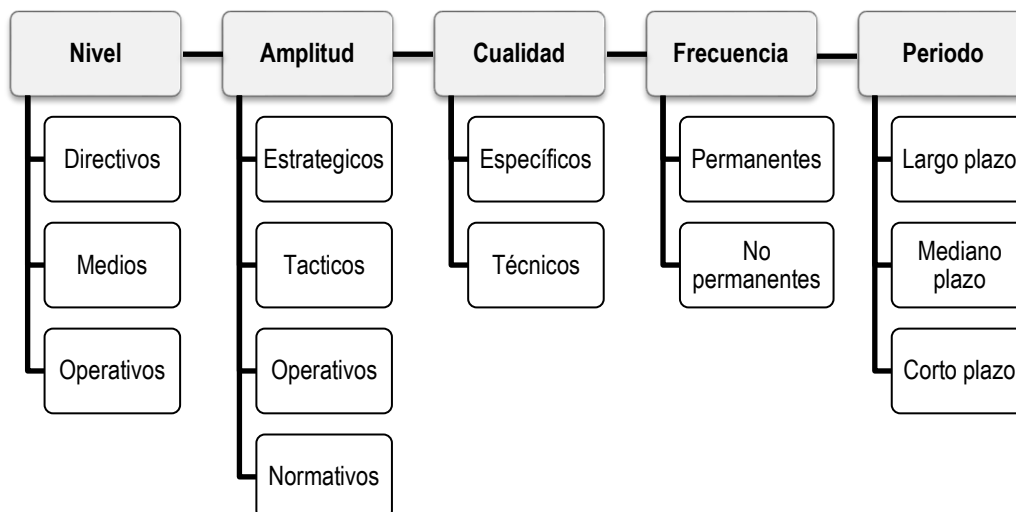 Nivel
Directivos
Medios
Operativos
Amplitud
Estrategicos
Tacticos
Operativos
Normativos
Cualidad
Específicos
Técnicos
Frecuencia
Permanentes
No
permanentes
Periodo
Largo plazo
Mediano
plazo
Corto plazo